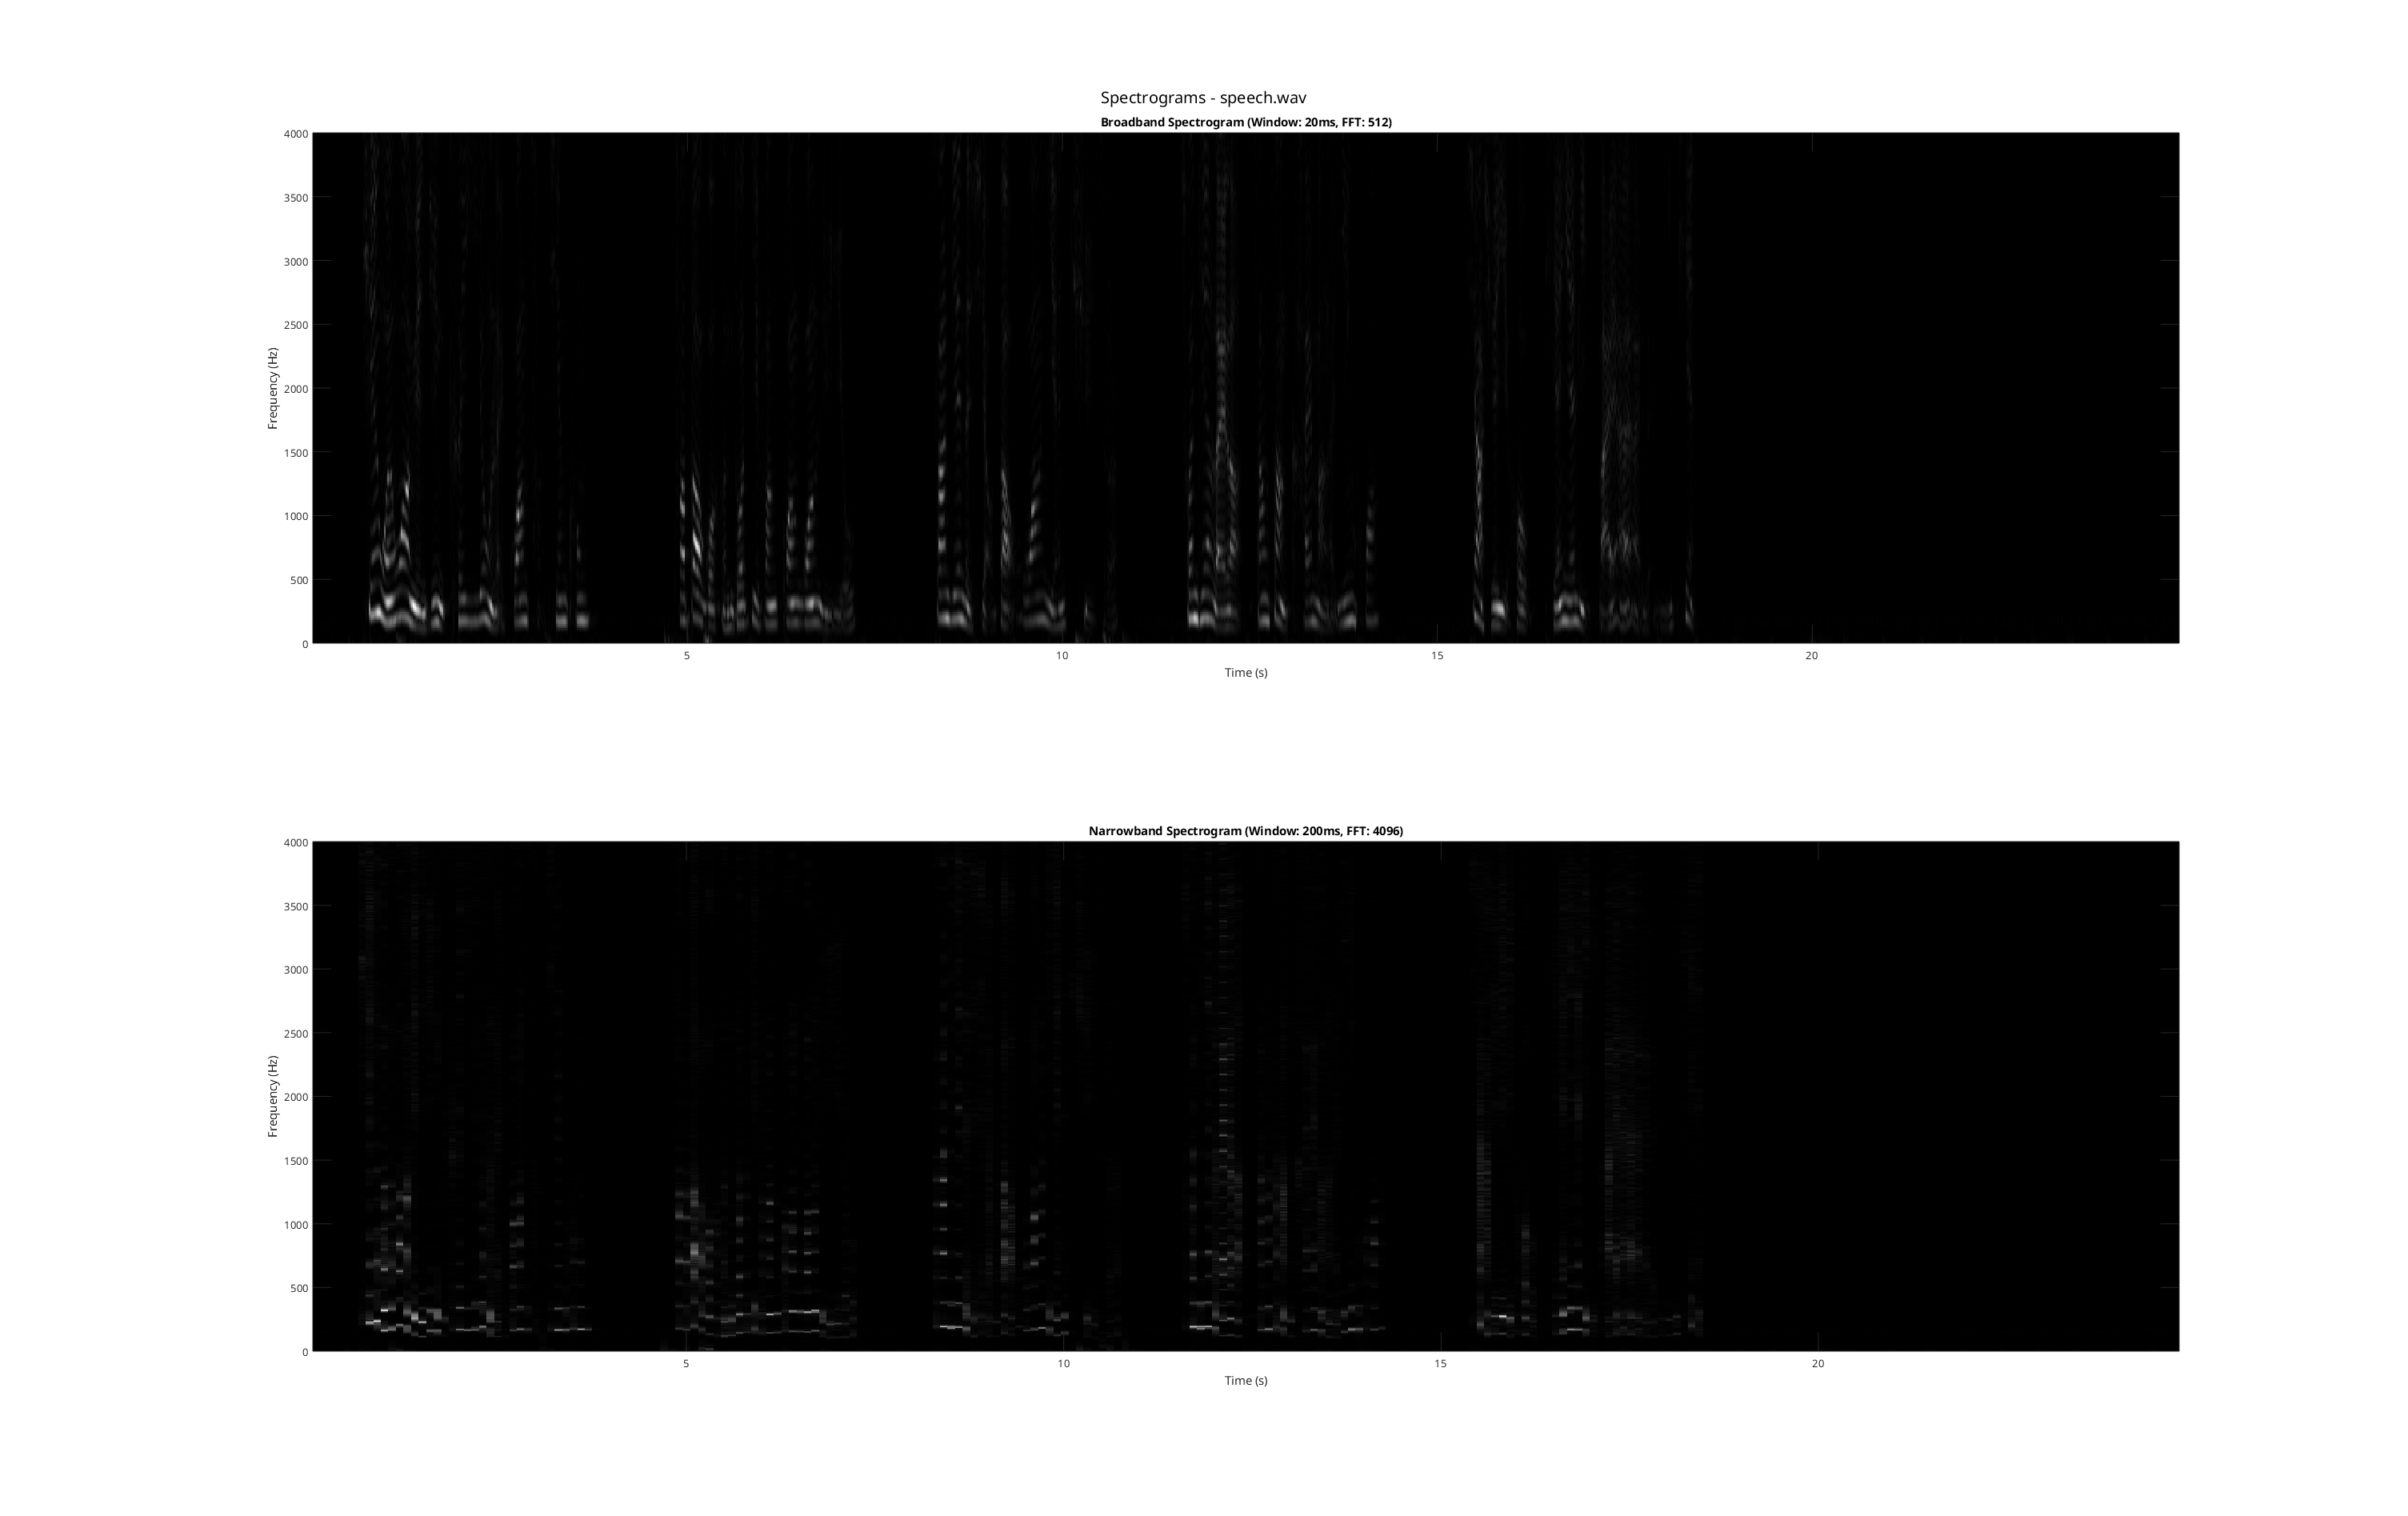 Spectrograms - speech.wav
Broadband Spectrogram (Window: 20ms, FFT: 512)
4000
3500
3000
2500
2000
1500
1000
500
0
Frequency (Hz)
5 10 15 20
Time (s)
Narrowband Spectrogram (Window: 200ms, FFT: 4096)
4000
3500
3000
2500
2000
1500
1000
500
0
Frequency (Hz)
5 10 15 20
Time (s)